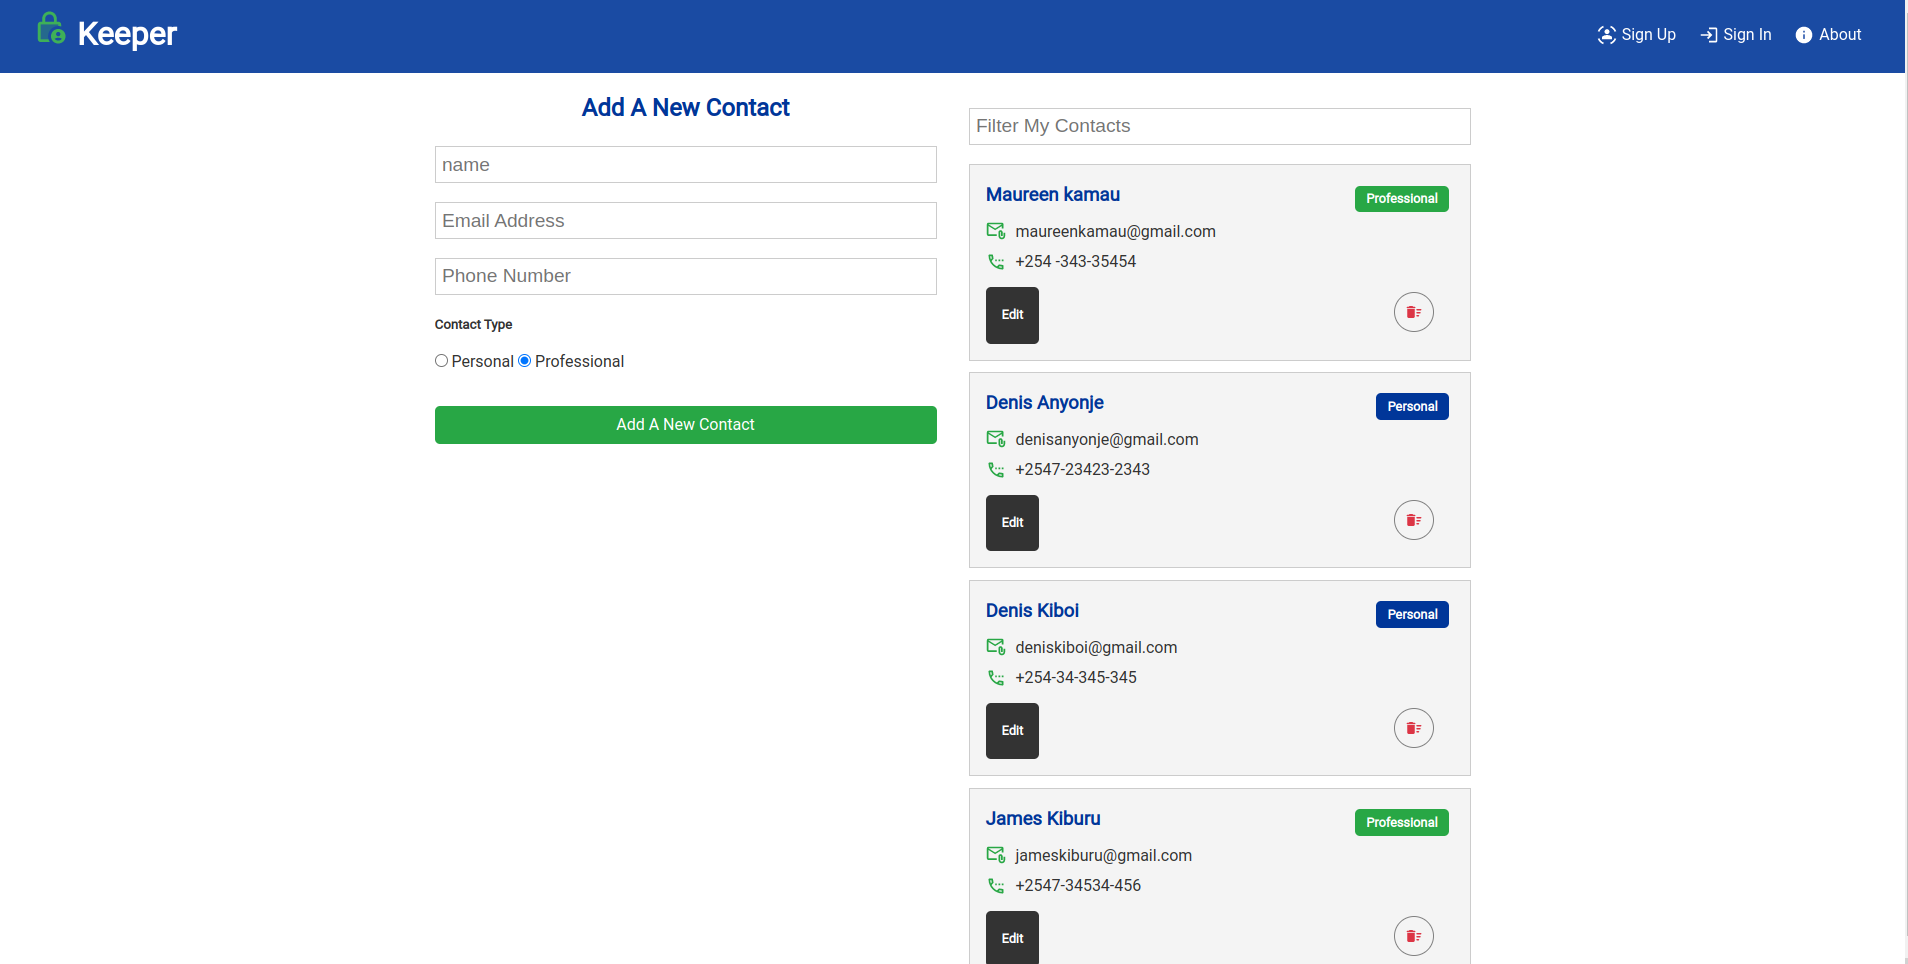 Keeper
Sign Up
Sign In
About
Add A New Contact
name
Email Address
Phone Number
Contact Type
Personal
Professional
Add A New Contact
Filter My Contacts
Maureen kamau
Professional
maureenkamau@gmail.com
+254 -343-35454
Edit
Denis Anyonje
Personal
denisanyonje@gmail.com
+2547-23423-2343
Edit
Denis Kiboi
Personal
deniskiboi@gmail.com
+254-34-345-345
Edit
James Kiburu
Professional
jameskiburu@gmail.com
+2547-34534-456
Edit